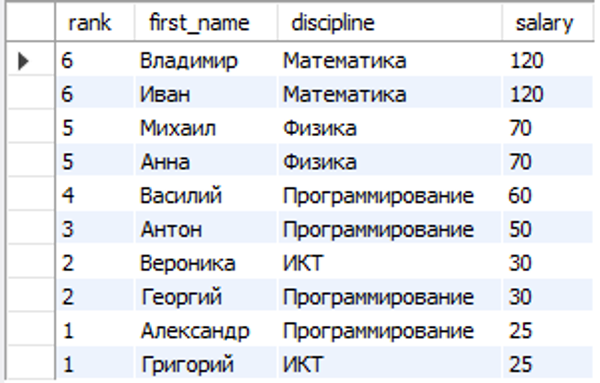 rank first_name discipline salary
6 Владимир Математика 120
6 Иван Математика 120
5 Михаил Физика 70
5 Анна Физика 70
4 Василий Программирование 60
3 Антон Программирование 50
2 Вероника ИКТ 30
2 Георгий Программирование 30
1 Александр Программирование 25
1 Григорий ИКТ 25